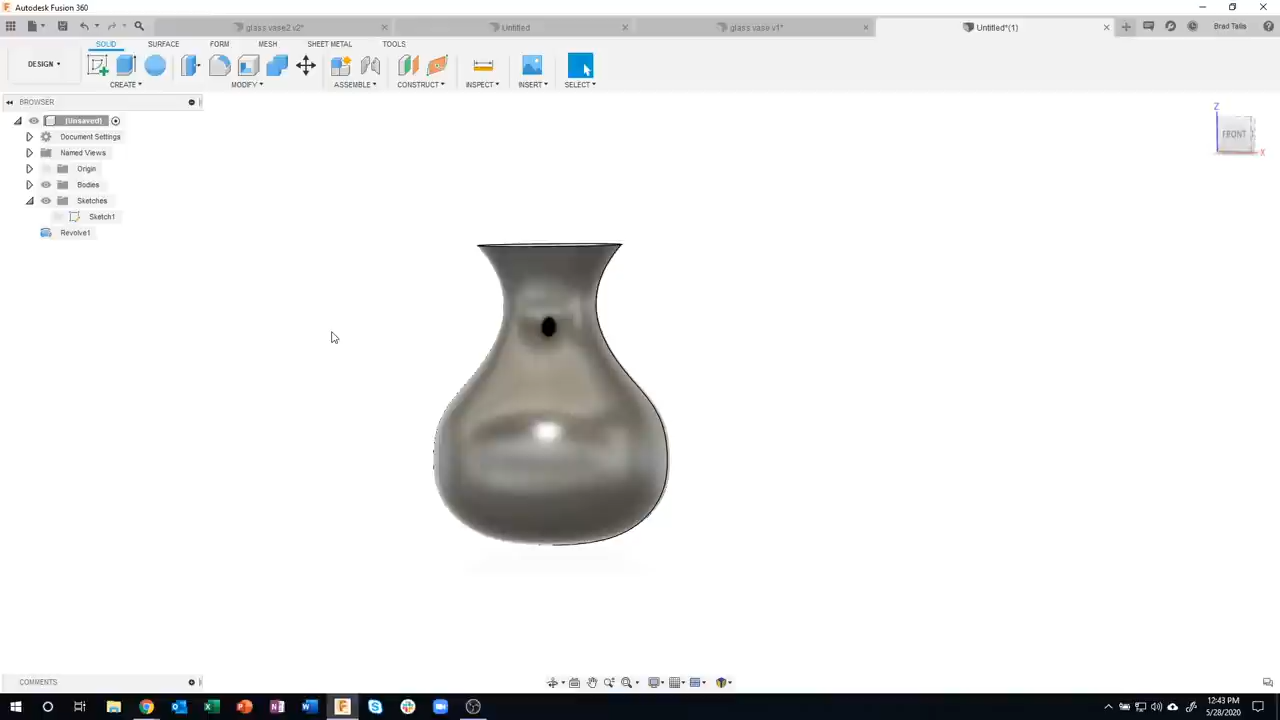 Autodesk Fusion 360
glass vase2 v2*
Untitled
glass vase v1*
Untitled*(1)
Brad Tallis
SOLID
SURFACE
FORM
MESH
SHEET METAL
TOOLS
DESIGN
CREATE
MODIFY
ASSEMBLE
CONSTRUCT
INSPECT
INSERT
SELECT
BROWSER
(Unsaved)
Document Settings
Named Views
Origin
Bodies
Sketches
Sketch1
Revolve1
Z
FRONT
X
COMMENTS
12:43 PM
5/28/2020